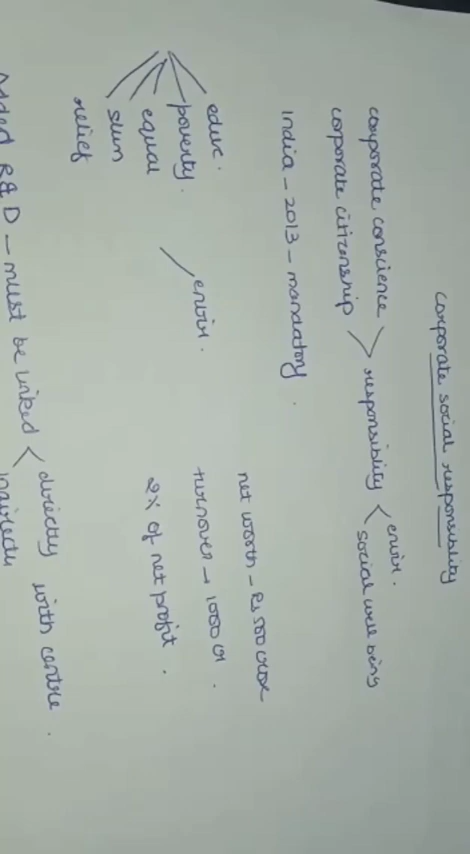 corporate social responsibility
corporate conscience
corporate citizenship
responsiblity
envir.
social well being
India - 2013 - mandatory.
net worth - Rs 500 crore
turnover - 1000 cr.
2% of net profit.
educ.
poverty.
equal
slum
relief
envir.
Added R&D - must be linked
directly with centre.
indirectly